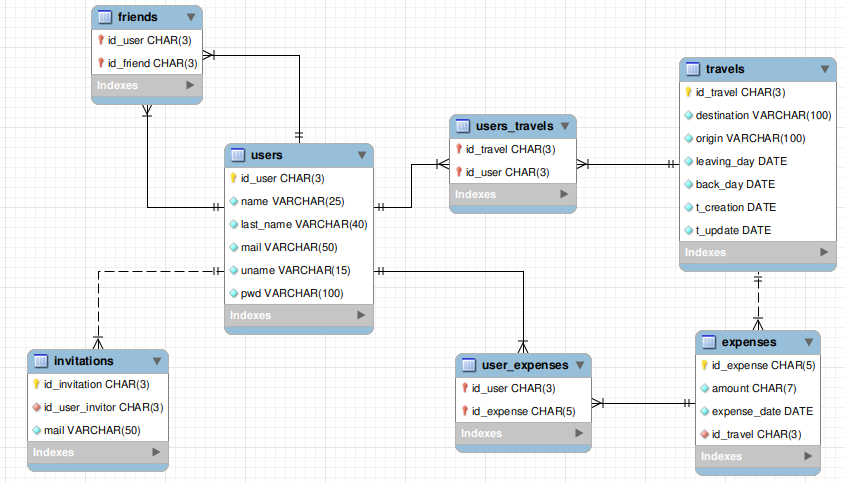 friends
id_user CHAR(3)
id_friend CHAR(3)
Indexes
users
id_user CHAR(3)
name VARCHAR(25)
last_name VARCHAR(40)
mail VARCHAR(50)
uname VARCHAR(15)
pwd VARCHAR(100)
Indexes
users_travels
id_travel CHAR(3)
id_user CHAR(3)
Indexes
travels
id_travel CHAR(3)
destination VARCHAR(100)
origin VARCHAR(100)
leaving_day DATE
back_day DATE
t_creation DATE
t_update DATE
Indexes
invitations
id_invitation CHAR(3)
id_user_invitor CHAR(3)
mail VARCHAR(50)
Indexes
user_expenses
id_user CHAR(3)
id_expense CHAR(5)
Indexes
expenses
id_expense CHAR(5)
amount CHAR(7)
expense_date DATE
id_travel CHAR(3)
Indexes